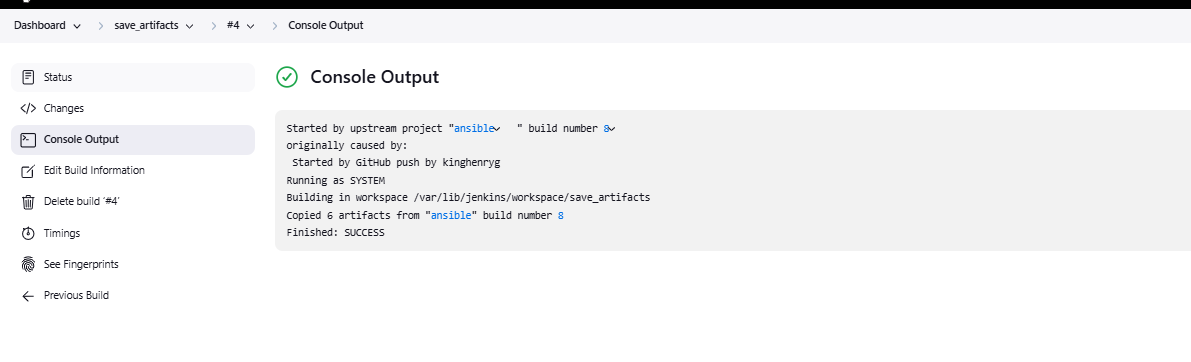 Dashboard save_artifacts #4 Console Output
Status
Changes
Console Output
Edit Build Information
Delete build '#4'
Timings
See Fingerprints
Previous Build
Console Output
Started by upstream project "ansible" build number 8
originally caused by:
Started by GitHub push by kinghenryg
Running as SYSTEM
Building in workspace /var/lib/jenkins/workspace/save_artifacts
Copied 6 artifacts from "ansible" build number 8
Finished: SUCCESS